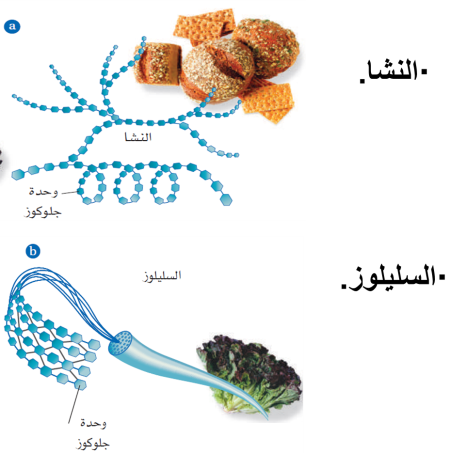 a
·النشا.
النشا
وحدة
جلوكوز
b
السليلوز
·السليلوز.
وحدة
جلوكوز